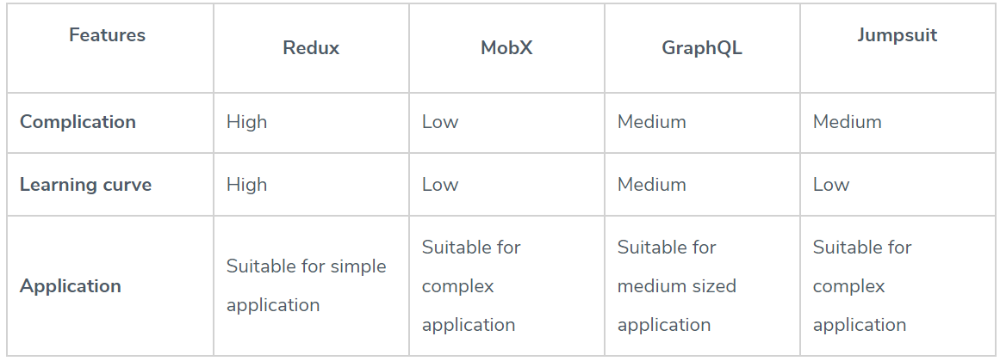 Features Redux MobX GraphQL Jumpsuit
Complication High Low Medium Medium
Learning curve High Low Medium Low
Application
Suitable for simple
application
Suitable for
complex
application
Suitable for
medium sized
application
Suitable for
complex
application